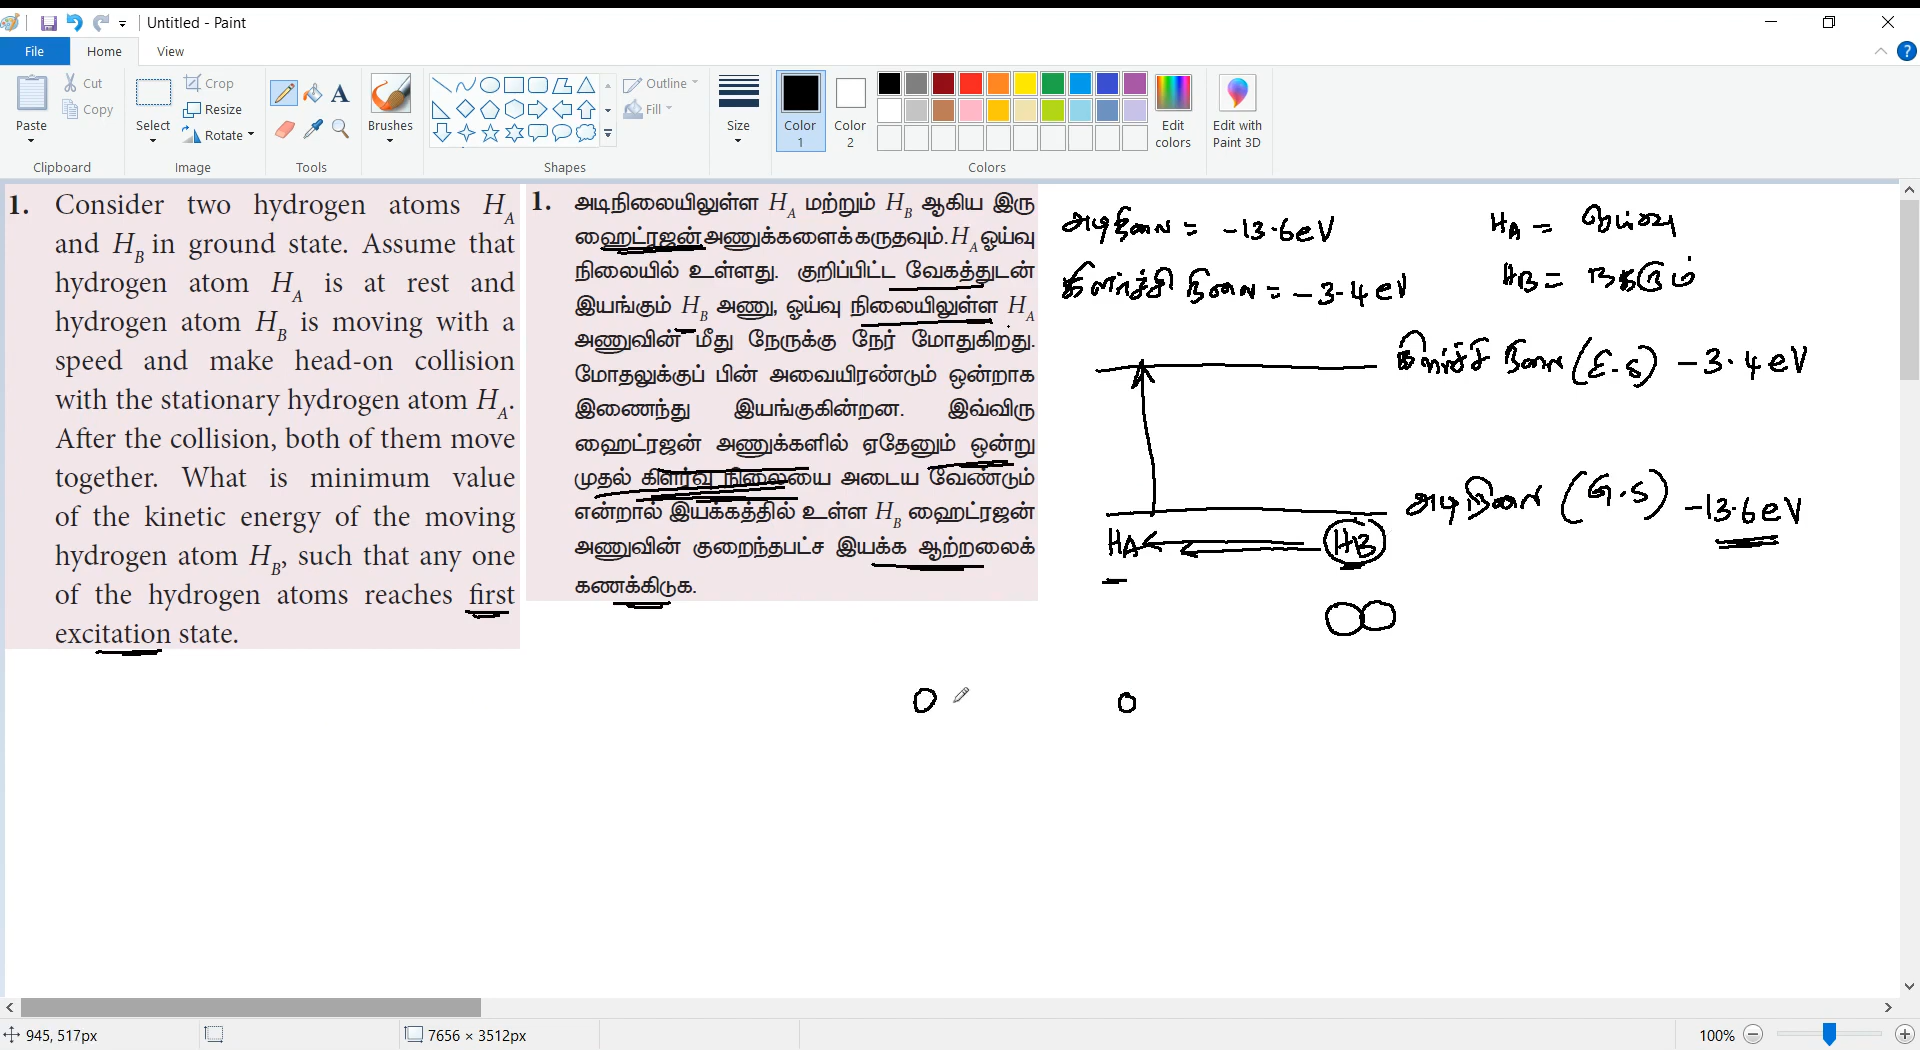 Untitled - Paint
File Home View
Paste
Cut
Copy
Clipboard
Select
Crop
Resize
Rotate
Image
Tools
Brushes
Shapes
Outline
Fill
Size
Color 1
Color 2
Colors
Edit colors
Edit with Paint 3D
1. Consider two hydrogen atoms H_A
and H_B in ground state. Assume that
hydrogen atom H_A is at rest and
hydrogen atom H_B is moving with a
speed and make head-on collision
with the stationary hydrogen atom H_A.
After the collision, both of them move
together. What is minimum value
of the kinetic energy of the moving
hydrogen atom H_B, such that any one
of the hydrogen atoms reaches first
excitation state.
1. அடிநிலையிலுள்ள H_A மற்றும் H_B ஆகிய இரு
ஹைட்ரஜன் அணுக்களைக் கருதவும். H_A ஓய்வு
நிலையில் உள்ளது. குறிப்பிட்ட வேகத்துடன்
இயங்கும் H_B அணு, ஓய்வு நிலையிலுள்ள H_A
அணுவின் மீது நேருக்கு நேர் மோதுகிறது.
மோதலுக்குப் பின் அவையிரண்டும் ஒன்றாக
இணைந்து இயங்குகின்றன. இவ்விரு
ஹைட்ரஜன் அணுக்களில் ஏதேனும் ஒன்று
முதல் கிளர்வு நிலையை அடைய வேண்டும்
என்றால் இயக்கத்தில் உள்ள H_B ஹைட்ரஜன்
அணுவின் குறைந்தபட்ச இயக்க ஆற்றலைக்
கணக்கிடுக.
= -13.6eV
= -3.4eV
HA =
HB =
(E.S) -3.4eV
(G.S) -13.6eV
HA HB
945, 517px
7656 × 3512px
100%